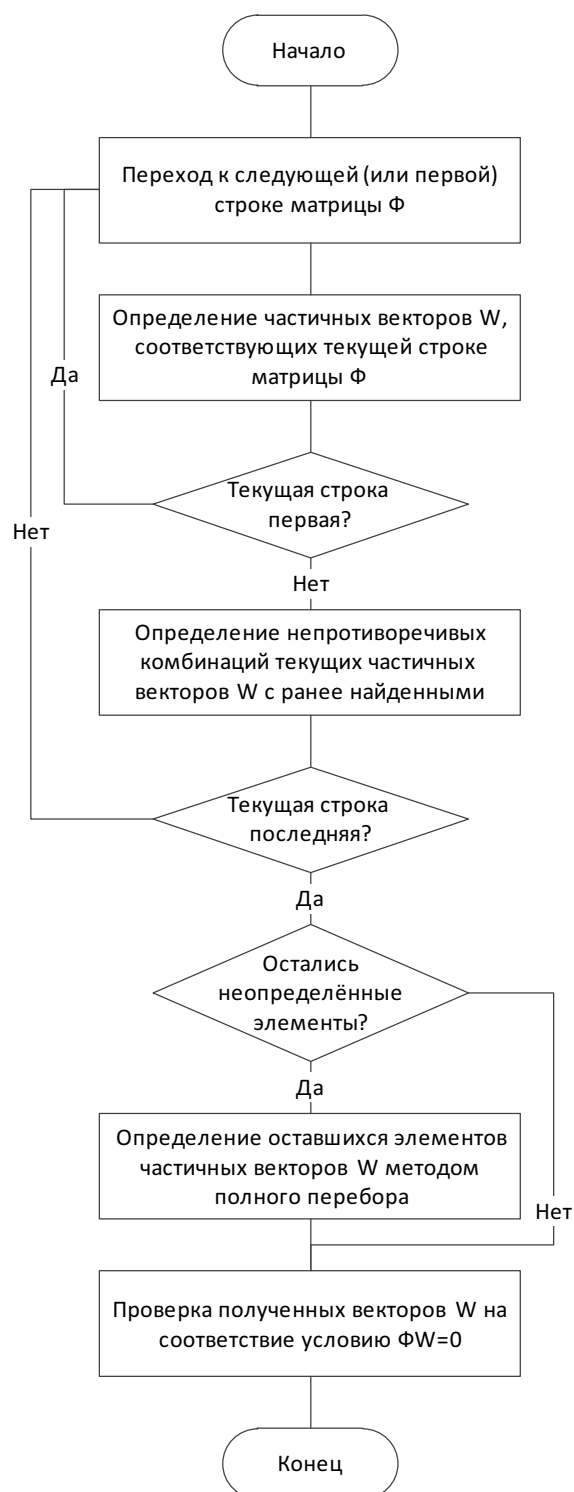 Начало
Переход к следующей (или первой)
строке матрицы Φ
Определение частичных векторов W,
соответствующих текущей строке
матрицы Φ
Да
Текущая строка
первая?
Нет
Нет
Определение непротиворечивых
комбинаций текущих частичных
векторов W с ранее найденными
Текущая строка
последняя?
Да
Остались
неопределённые
элементы?
Да
Определение оставшихся элементов
частичных векторов W методом
полного перебора
Нет
Проверка полученных векторов W на
соответствие условию ΦW=0
Конец